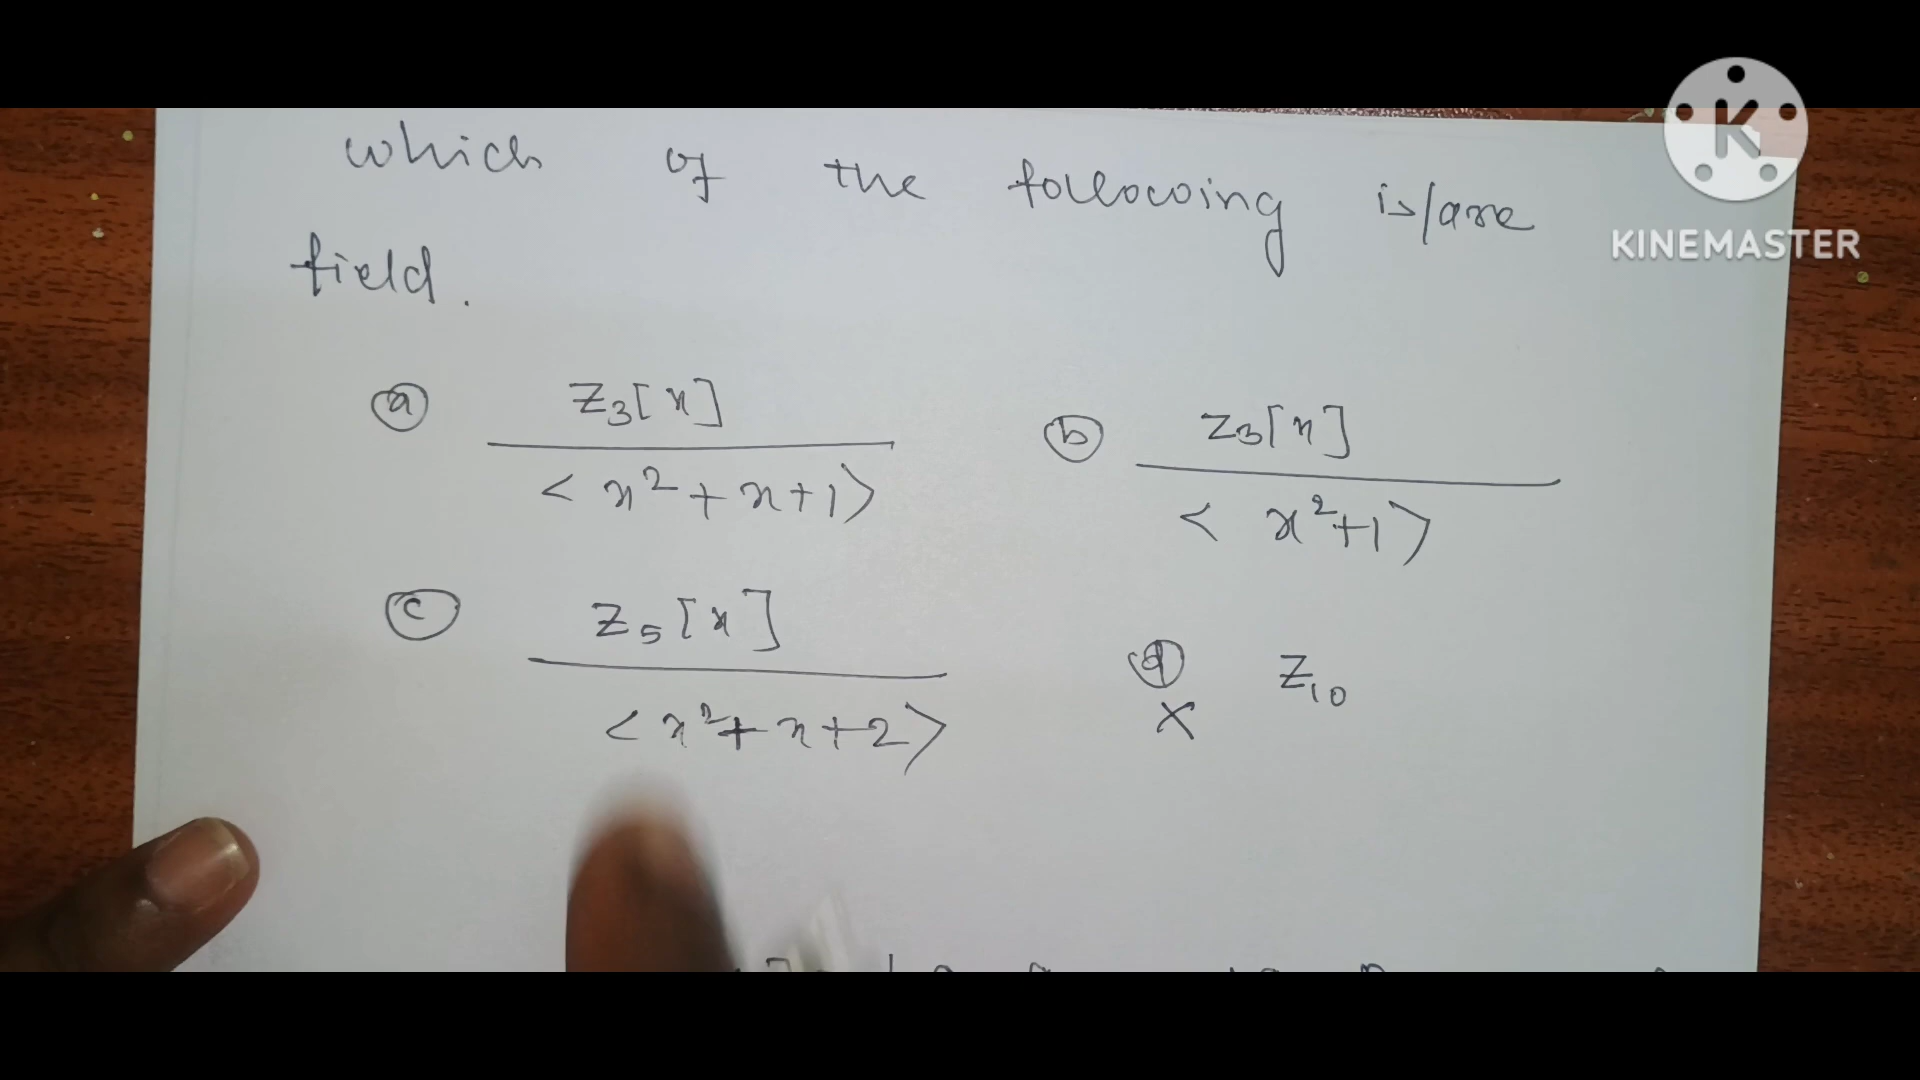 which of the following is/are
field.
ⓐ Z₃[x] / < x² + x + 1 >
ⓑ Z₃[x] / < x² + 1 >
ⓒ Z₅[x] / < x² + x + 2 >
ⓓ Z₁₀
×
K
KINEMASTER